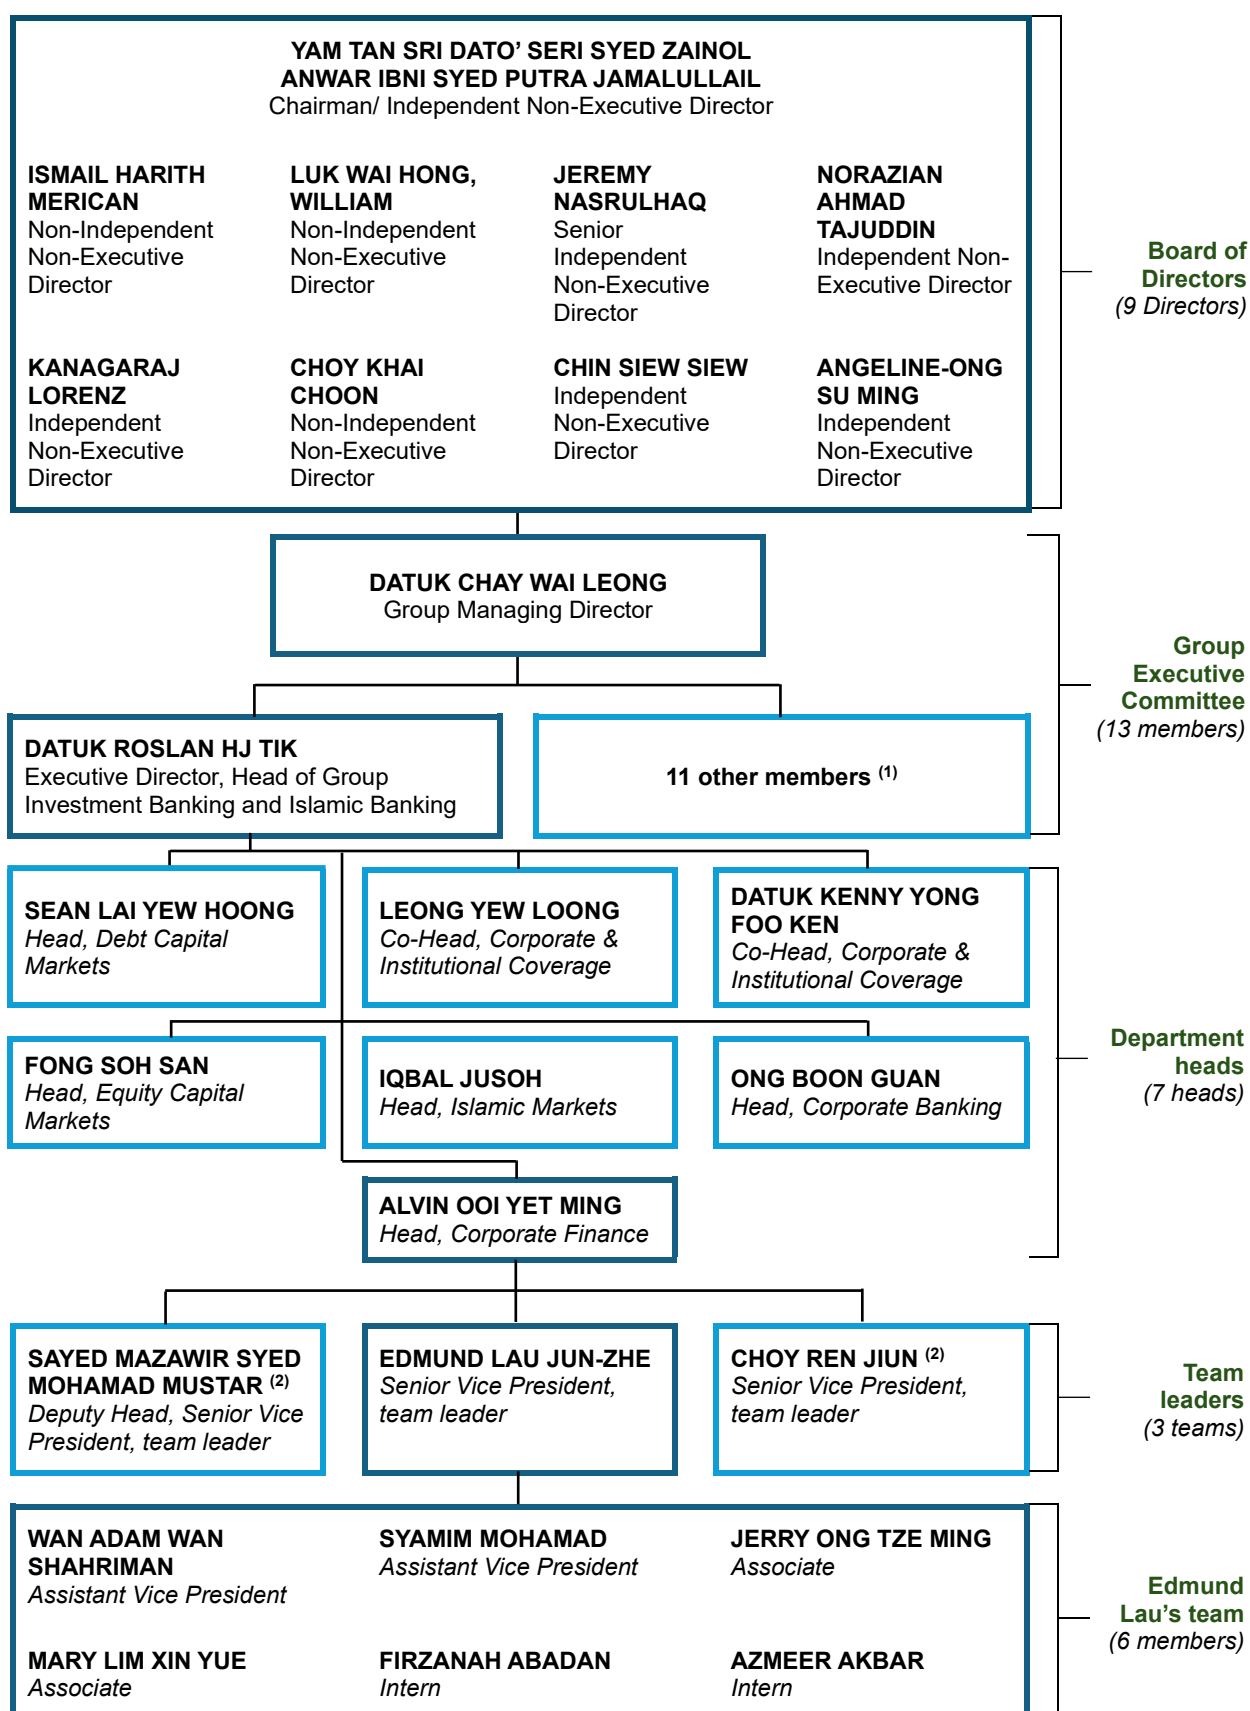 YAM TAN SRI DATO’ SERI SYED ZAINOL
ANWAR IBNI SYED PUTRA JAMALULLAIL
Chairman/ Independent Non-Executive Director
ISMAIL HARITH
MERICAN
Non-Independent
Non-Executive
Director
LUK WAI HONG,
WILLIAM
Non-Independent
Non-Executive
Director
JEREMY
NASRULHAQ
Senior
Independent
Non-Executive
Director
NORAZIAN
AHMAD
TAJUDDIN
Independent Non-
Executive Director
KANAGARAJ
LORENZ
Independent
Non-Executive
Director
CHOY KHAI
CHOON
Non-Independent
Non-Executive
Director
CHIN SIEW SIEW
Independent
Non-Executive
Director
ANGELINE-ONG
SU MING
Independent
Non-Executive
Director
Board of
Directors
(9 Directors)
DATUK CHAY WAI LEONG
Group Managing Director
DATUK ROSLAN HJ TIK
Executive Director, Head of Group
Investment Banking and Islamic Banking
11 other members (1)
Group
Executive
Committee
(13 members)
SEAN LAI YEW HOONG
Head, Debt Capital
Markets
LEONG YEW LOONG
Co-Head, Corporate &
Institutional Coverage
DATUK KENNY YONG
FOO KEN
Co-Head, Corporate &
Institutional Coverage
FONG SOH SAN
Head, Equity Capital
Markets
IQBAL JUSOH
Head, Islamic Markets
ONG BOON GUAN
Head, Corporate Banking
ALVIN OOI YET MING
Head, Corporate Finance
Department
heads
(7 heads)
SAYED MAZAWIR SYED
MOHAMAD MUSTAR (2)
Deputy Head, Senior Vice
President, team leader
EDMUND LAU JUN-ZHE
Senior Vice President,
team leader
CHOY REN JIUN (2)
Senior Vice President,
team leader
Team
leaders
(3 teams)
WAN ADAM WAN
SHAHRIMAN
Assistant Vice President
SYAMIM MOHAMAD
Assistant Vice President
JERRY ONG TZE MING
Associate
MARY LIM XIN YUE
Associate
FIRZANAH ABADAN
Intern
AZMEER AKBAR
Intern
Edmund
Lau’s team
(6 members)